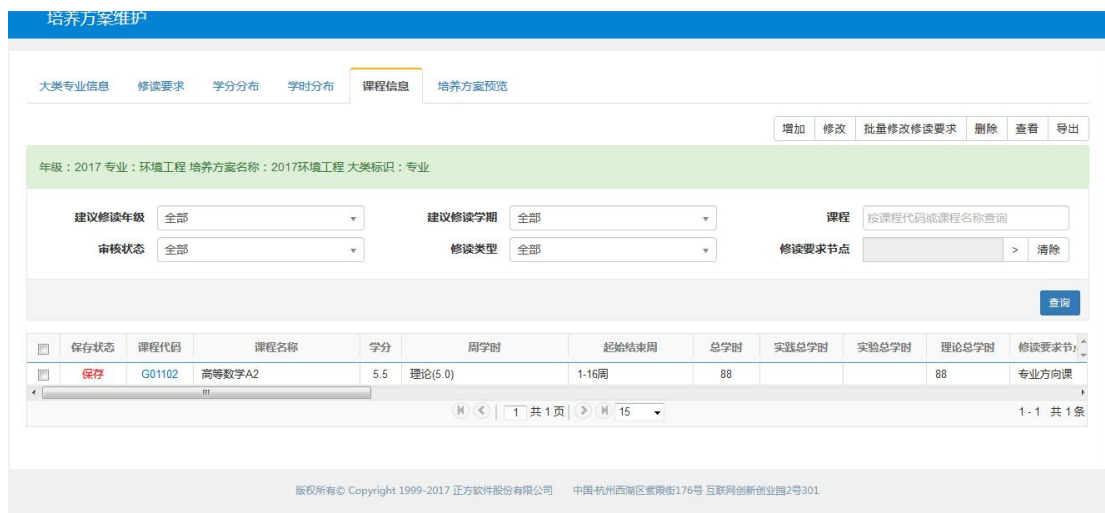 培养方案维护
大类专业信息 修读要求 学分分布 学时分布 课程信息 培养方案预览
增加 修改 批量修改修读要求 删除 查看 导出
年级：2017 专业：环境工程 培养方案名称：2017环境工程 大类标识：专业
建议修读年级 全部 建议修读学期 全部 课程 按课程代码或课程名称查询
审核状态 全部 修读类型 全部 修读要求节点 > 清除
查询
保存状态 课程代码 课程名称 学分 周学时 起始结束周 总学时 实践总学时 实验总学时 理论总学时 修读要求节
保存 G01102 高等数学A2 5.5 理论(5.0) 1-16周 88 88 专业方向课
1 共 1 页 15 1 - 1 共 1 条
版权所有© Copyright 1999-2017 正方软件股份有限公司 中国·杭州西湖区紫霞街176号 互联网创新创业园2号301